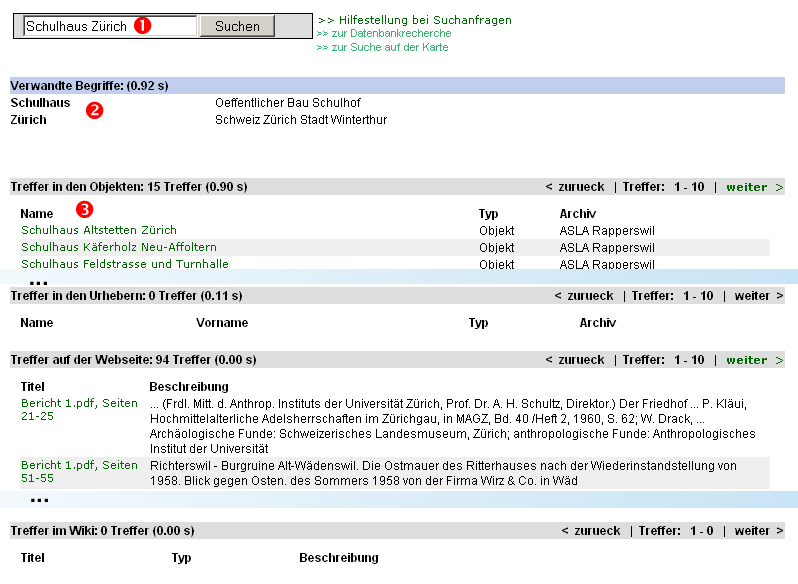 Schulhaus Zürich 1 Suchen
>> Hilfestellung bei Suchanfragen
>> zur Datenbankrecherche
>> zur Suche auf der Karte
Verwandte Begriffe: (0.92 s)
Schulhaus Oeffentlicher Bau Schulhof
2
Zürich Schweiz Zürich Stadt Winterthur
Treffer in den Objekten: 15 Treffer (0.90 s) < zurueck | Treffer: 1 - 10 | weiter >
Name 3 Typ Archiv
Schulhaus Altstetten Zürich Objekt ASLA Rapperswil
Schulhaus Käferholz Neu-Affoltern Objekt ASLA Rapperswil
Schulhaus Feldstrasse und Turnhalle Objekt ASLA Rapperswil
...
Treffer in den Urhebern: 0 Treffer (0.11 s) < zurueck | Treffer: 1 - 10 | weiter >
Name Vorname Typ Archiv
Treffer auf der Webseite: 94 Treffer (0.00 s) < zurueck | Treffer: 1 - 10 | weiter >
Titel Beschreibung
Bericht 1.pdf, Seiten 21-25
... (Frdl. Mitt. d. Anthrop. Instituts der Universität Zürich, Prof. Dr. A. H. Schultz, Direktor.) Der Friedhof ... P. Kläui,
Hochmittelalterliche Adelsherrschaften im Zürichgau, in MAGZ, Bd. 40 /Heft 2, 1960, S. 62; W. Drack, ...
Archäologische Funde: Schweizerisches Landesmuseum, Zürich; anthropologische Funde: Anthropologisches
Institut der Universität
Bericht 1.pdf, Seiten 51-55
Richterswil - Burgruine Alt-Wädenswil. Die Ostmauer des Ritterhauses nach der Wiederinstandstellung von
1958. Blick gegen Osten. des Sommers 1958 von der Firma Wirz & Co. in Wäd
...
Treffer im Wiki: 0 Treffer (0.00 s) < zurueck | Treffer: 1 - 0 | weiter >
Titel Typ Beschreibung